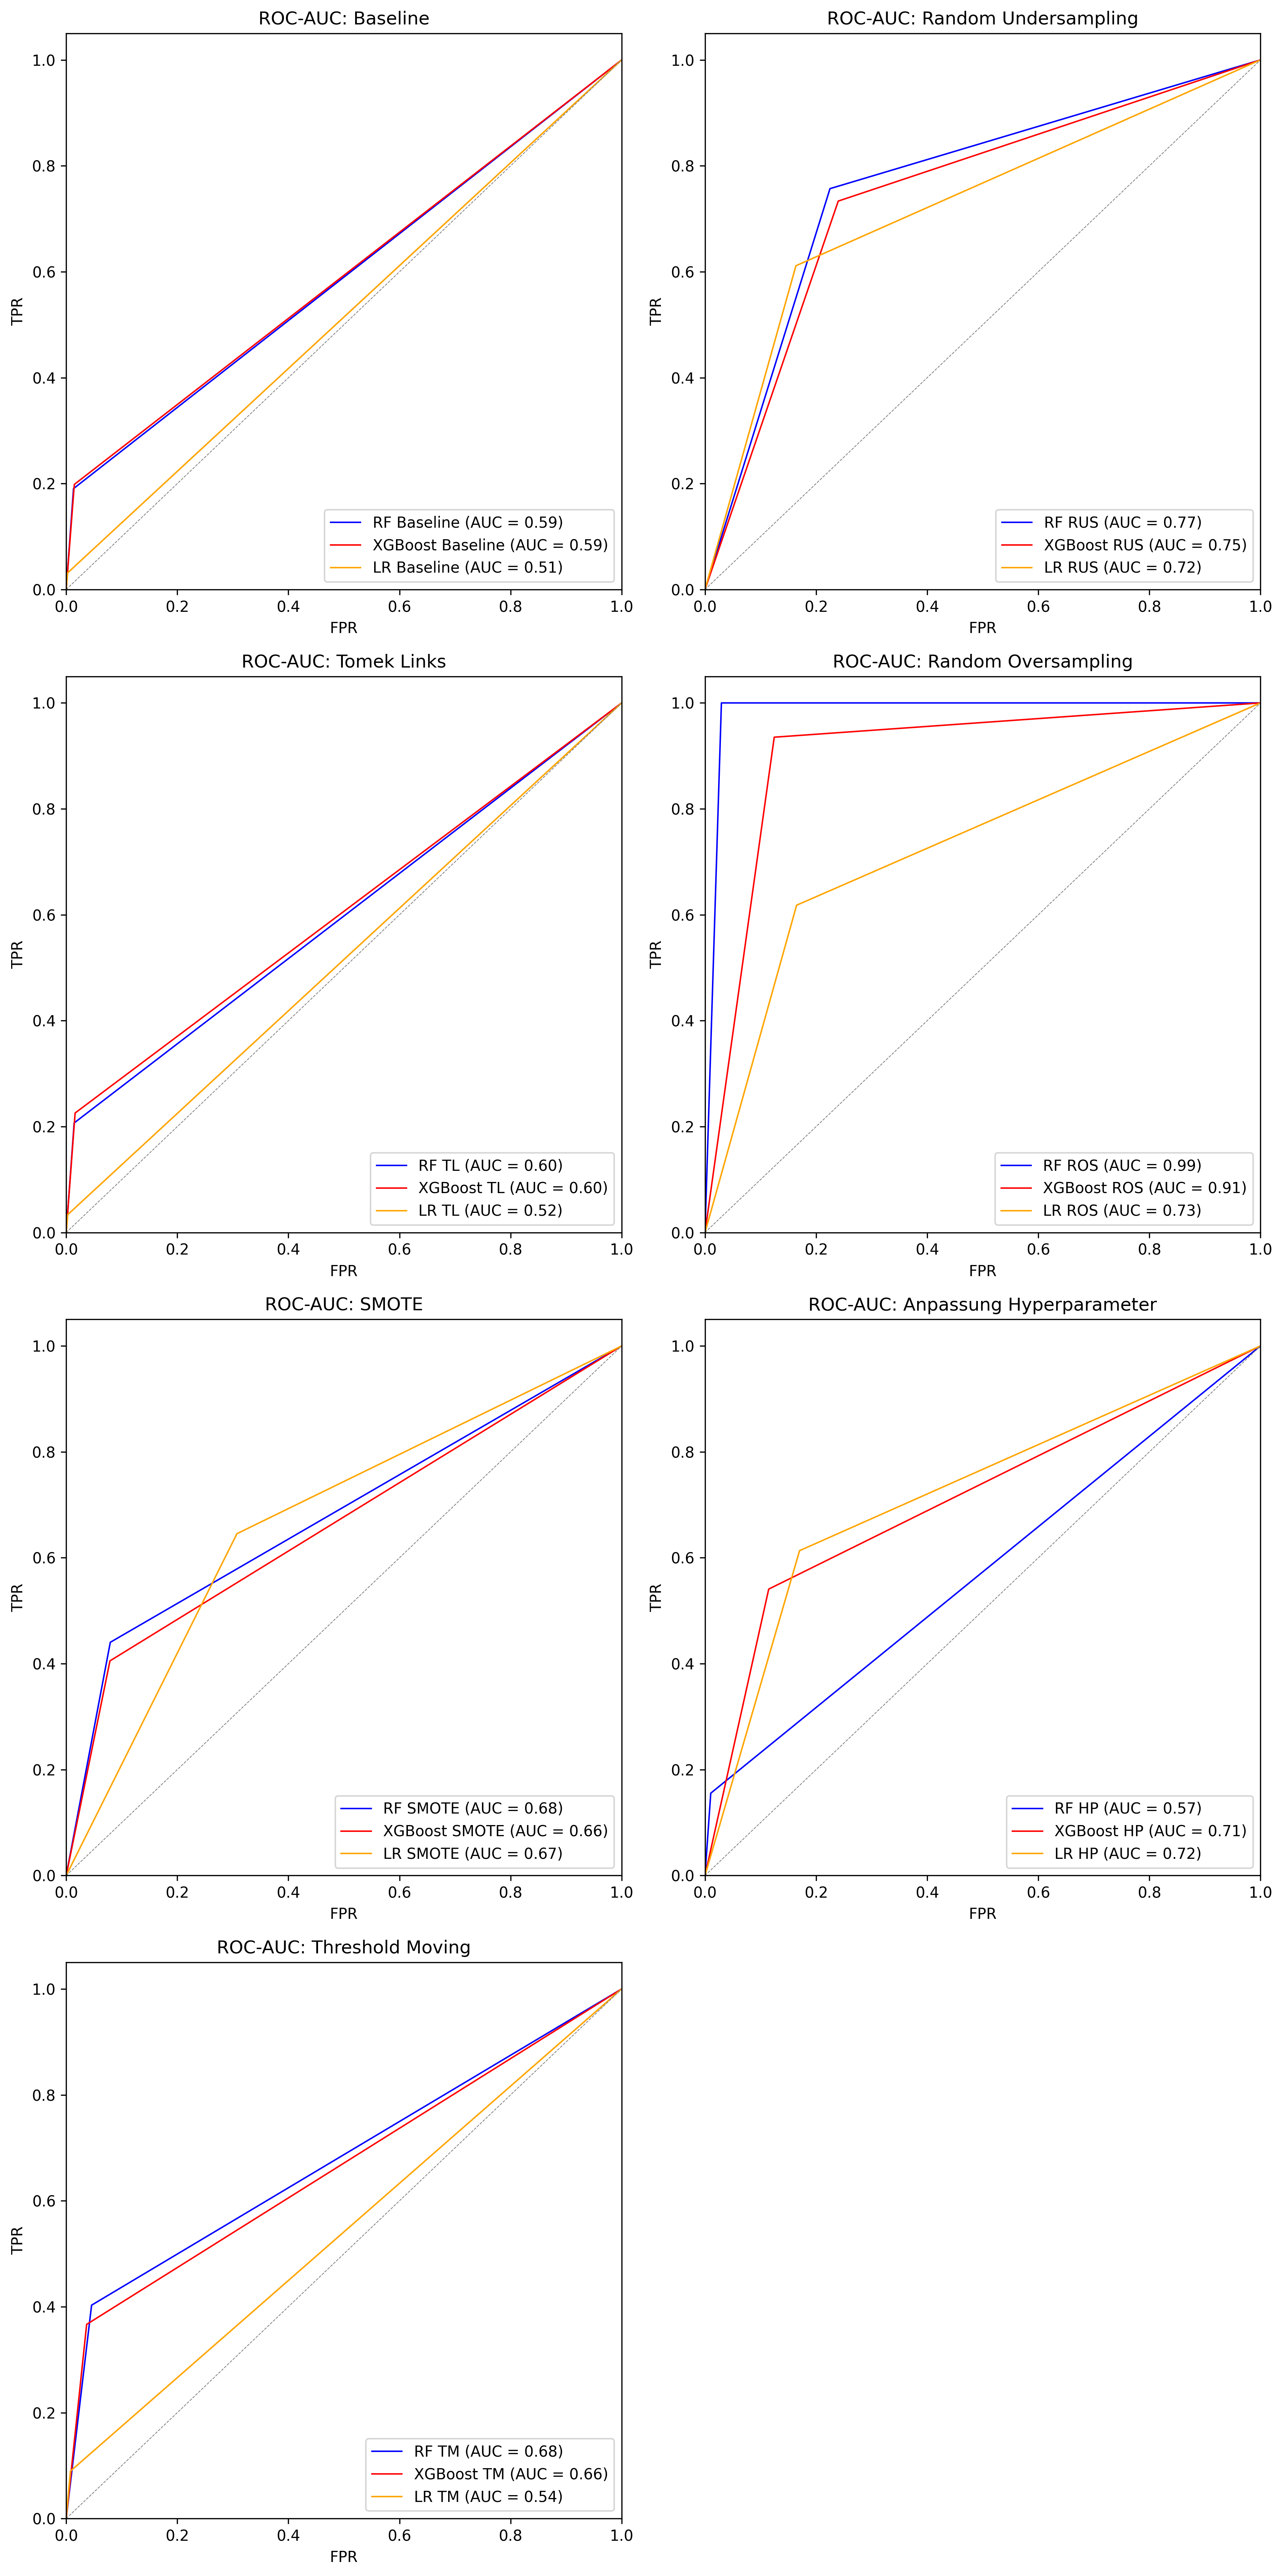 ROC-AUC: Baseline
TPR
1.0
0.8
0.6
0.4
0.2
0.0
RF Baseline (AUC = 0.59)
XGBoost Baseline (AUC = 0.59)
LR Baseline (AUC = 0.51)
0.0 0.2 0.4 0.6 0.8 1.0
FPR
ROC-AUC: Random Undersampling
TPR
1.0
0.8
0.6
0.4
0.2
0.0
RF RUS (AUC = 0.77)
XGBoost RUS (AUC = 0.75)
LR RUS (AUC = 0.72)
0.0 0.2 0.4 0.6 0.8 1.0
FPR
ROC-AUC: Tomek Links
TPR
1.0
0.8
0.6
0.4
0.2
0.0
RF TL (AUC = 0.60)
XGBoost TL (AUC = 0.60)
LR TL (AUC = 0.52)
0.0 0.2 0.4 0.6 0.8 1.0
FPR
ROC-AUC: Random Oversampling
TPR
1.0
0.8
0.6
0.4
0.2
0.0
RF ROS (AUC = 0.99)
XGBoost ROS (AUC = 0.91)
LR ROS (AUC = 0.73)
0.0 0.2 0.4 0.6 0.8 1.0
FPR
ROC-AUC: SMOTE
TPR
1.0
0.8
0.6
0.4
0.2
0.0
RF SMOTE (AUC = 0.68)
XGBoost SMOTE (AUC = 0.66)
LR SMOTE (AUC = 0.67)
0.0 0.2 0.4 0.6 0.8 1.0
FPR
ROC-AUC: Anpassung Hyperparameter
TPR
1.0
0.8
0.6
0.4
0.2
0.0
RF HP (AUC = 0.57)
XGBoost HP (AUC = 0.71)
LR HP (AUC = 0.72)
0.0 0.2 0.4 0.6 0.8 1.0
FPR
ROC-AUC: Threshold Moving
TPR
1.0
0.8
0.6
0.4
0.2
0.0
RF TM (AUC = 0.68)
XGBoost TM (AUC = 0.66)
LR TM (AUC = 0.54)
0.0 0.2 0.4 0.6 0.8 1.0
FPR